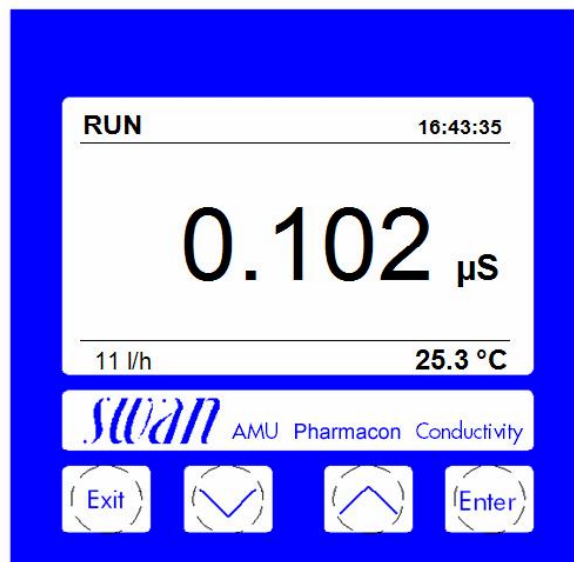 RUN 16:43:35
0.102 µS
11 l/h 25.3 °C
swan AMU Pharmacon Conductivity
Exit Enter